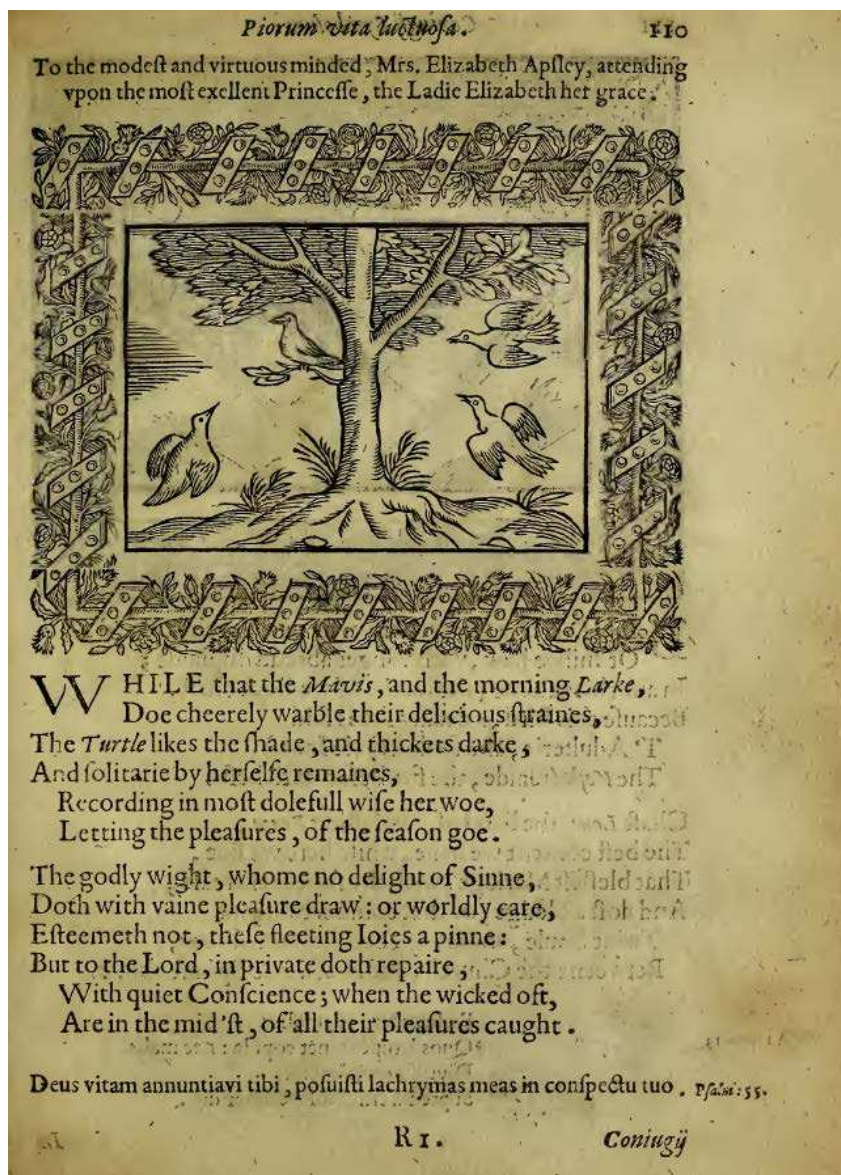 Piorum vita luctuoſa.
110
To the modeſt and virtuous minded, Mrs. Elizabeth Apſley, attending
vpon the moſt exellent Princeſſe, the Ladie Elizabeth her grace.
WHILE that the Mavis, and the morning Larke,
Doe cheerely warble their delicious ſtraines,
The Turtle likes the ſhade, and thickets darke,
And ſolitarie by herſelfe remaines,
Recording in moſt dolefull wiſe her woe,
Letting the pleaſures, of the ſeaſon goe.
The godly wight, whome no delight of Sinne,
Doth with vaine pleaſure draw: or worldly care,
Eſteemeth not, theſe fleeting Ioies a pinne:
But to the Lord, in private doth repaire,
With quiet Conſcience; when the wicked oft,
Are in the mid'ſt, of all their pleaſures caught.
Deus vitam annuntiavi tibi, poſuiſti lachrymas meas in conſpectu tuo. Pſalm: 55.
R 1.
Coniugij